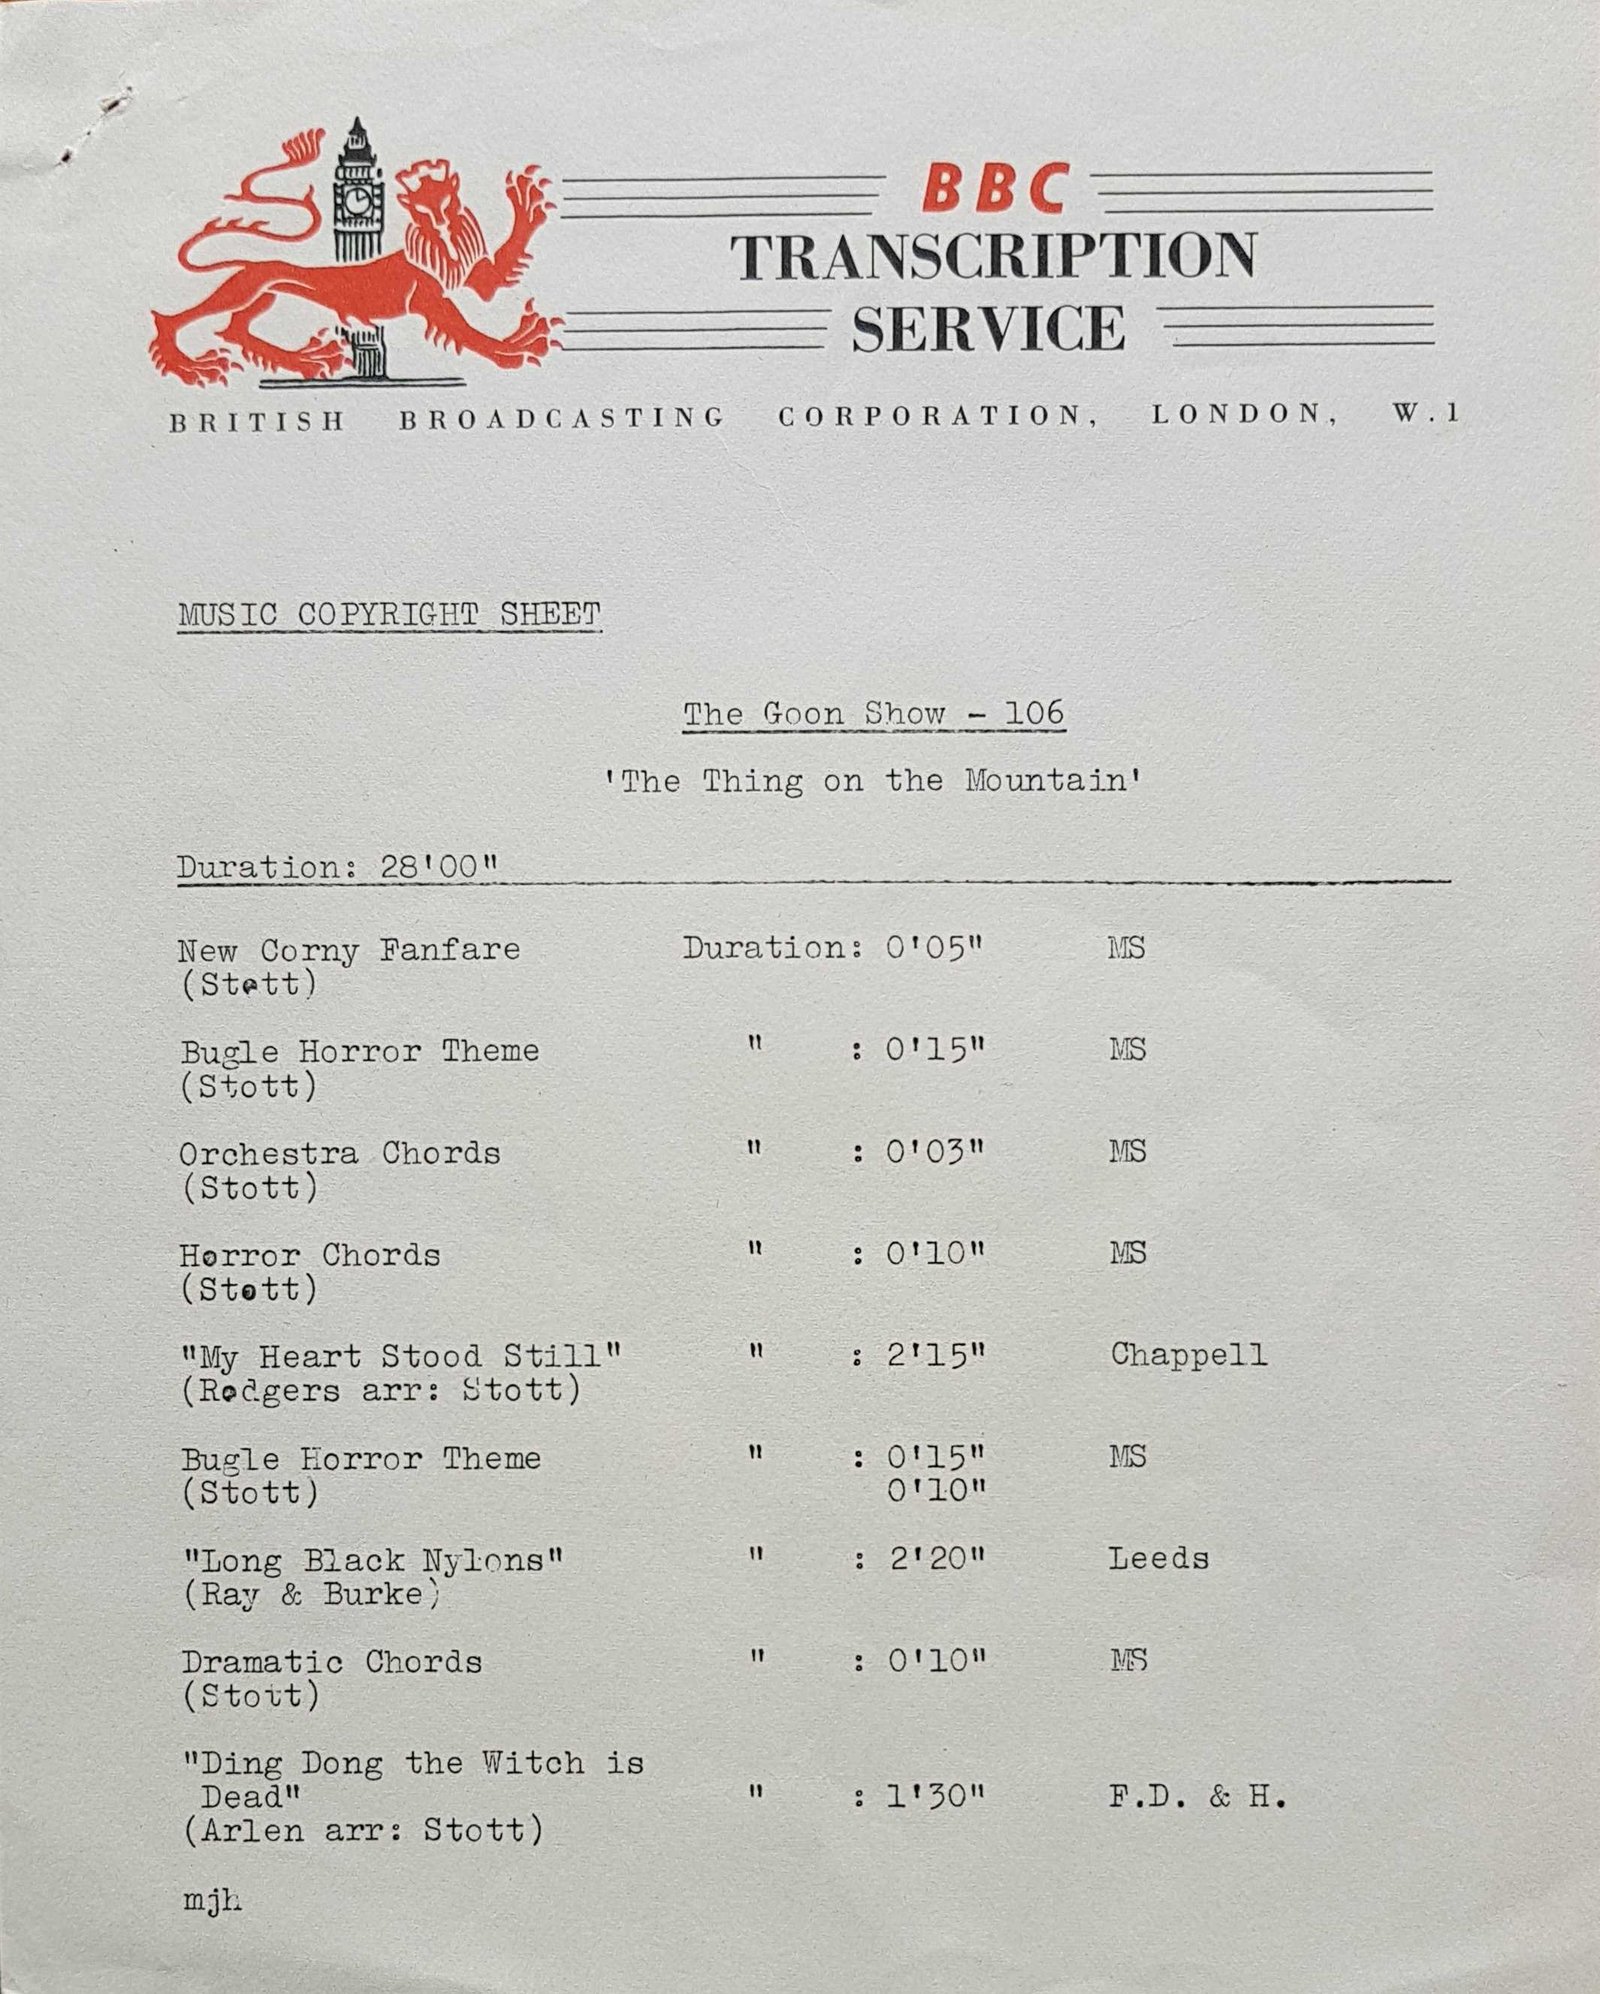 BBC
TRANSCRIPTION
SERVICE
BRITISH BROADCASTING CORPORATION, LONDON, W.1
MUSIC COPYRIGHT SHEET
The Goon Show - 106
'The Thing on the Mountain'
Duration: 28'00"
New Corny Fanfare Duration: 0'05" MS
(Stott)
Bugle Horror Theme " : 0'15" MS
(Stott)
Orchestra Chords " : 0'03" MS
(Stott)
Horror Chords " : 0'10" MS
(Stott)
"My Heart Stood Still" " : 2'15" Chappell
(Rodgers arr: Stott)
Bugle Horror Theme " : 0'15" MS
(Stott) 0'10"
"Long Black Nylons" " : 2'20" Leeds
(Ray & Burke)
Dramatic Chords " : 0'10" MS
(Stott)
"Ding Dong the Witch is
Dead" " : 1'30" F.D. & H.
(Arlen arr: Stott)
mjh